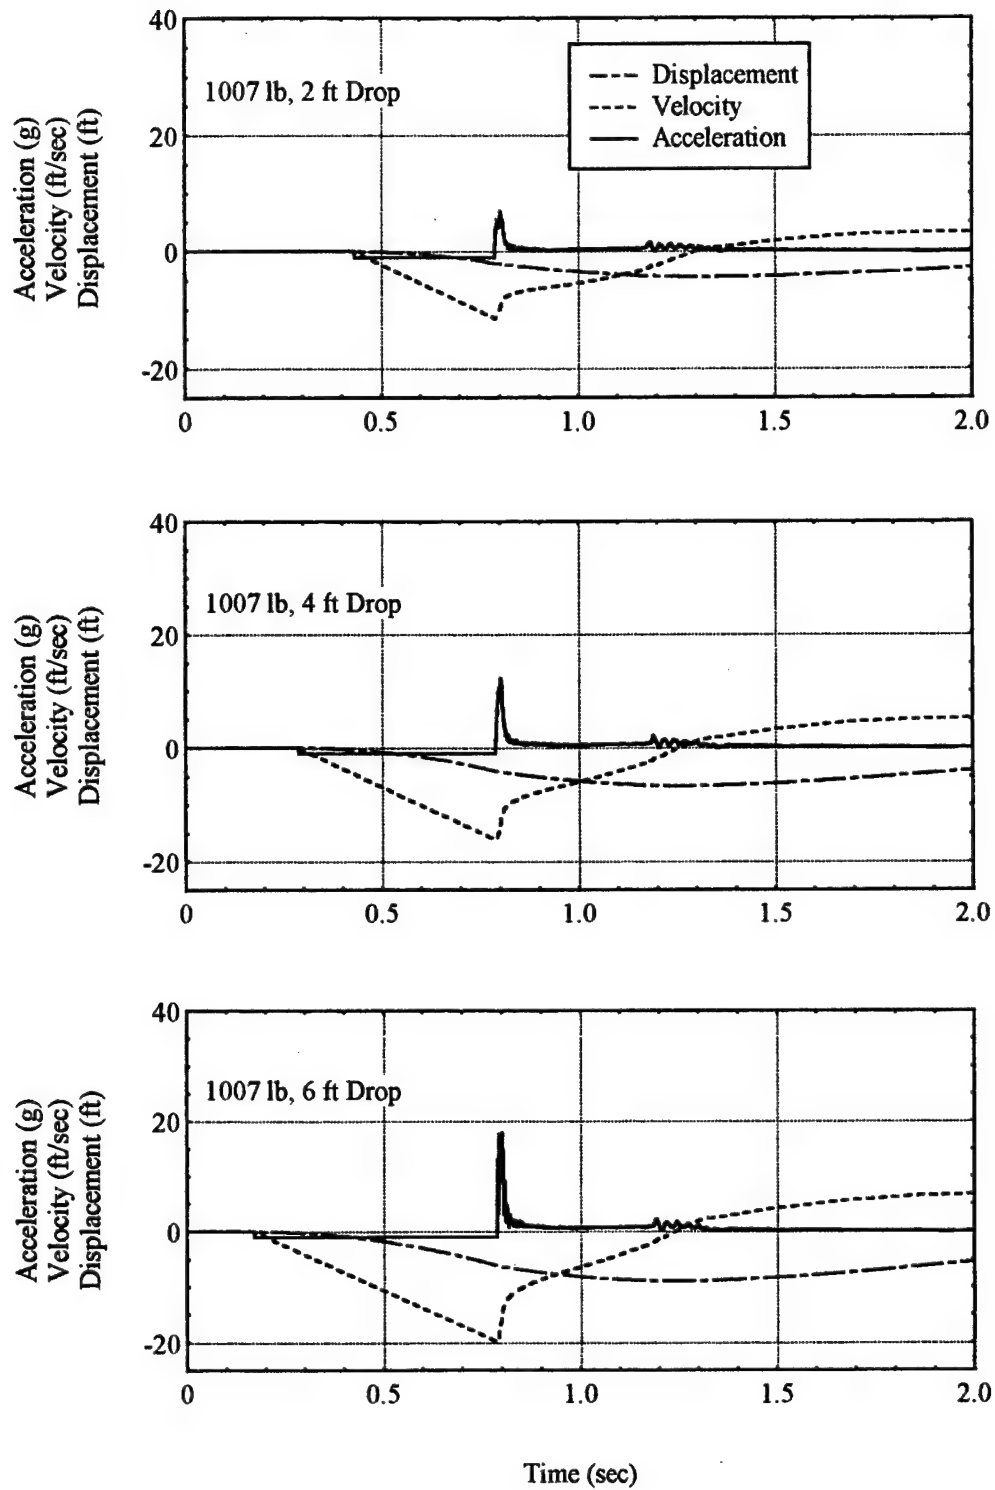 40
20
0
-20
Acceleration (g)
Velocity (ft/sec)
Displacement (ft)
1007 lb, 2 ft Drop
Displacement
Velocity
Acceleration
0
0.5
1.0
1.5
2.0
40
20
0
-20
Acceleration (g)
Velocity (ft/sec)
Displacement (ft)
1007 lb, 4 ft Drop
0
0.5
1.0
1.5
2.0
40
20
0
-20
Acceleration (g)
Velocity (ft/sec)
Displacement (ft)
1007 lb, 6 ft Drop
0
0.5
1.0
1.5
2.0
Time (sec)